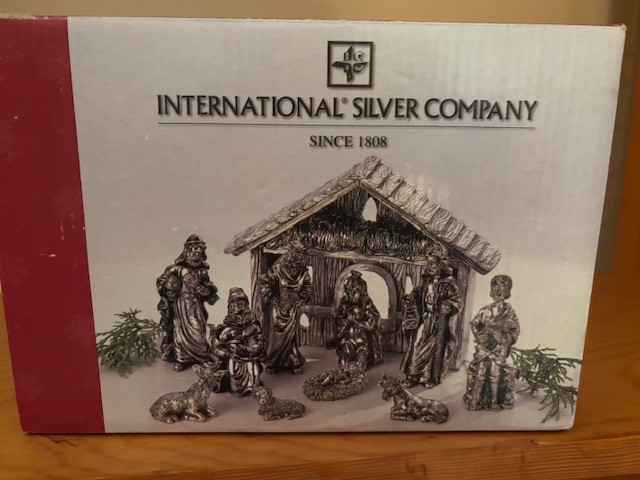 INTERNATIONAL® SILVER COMPANY
SINCE 1808